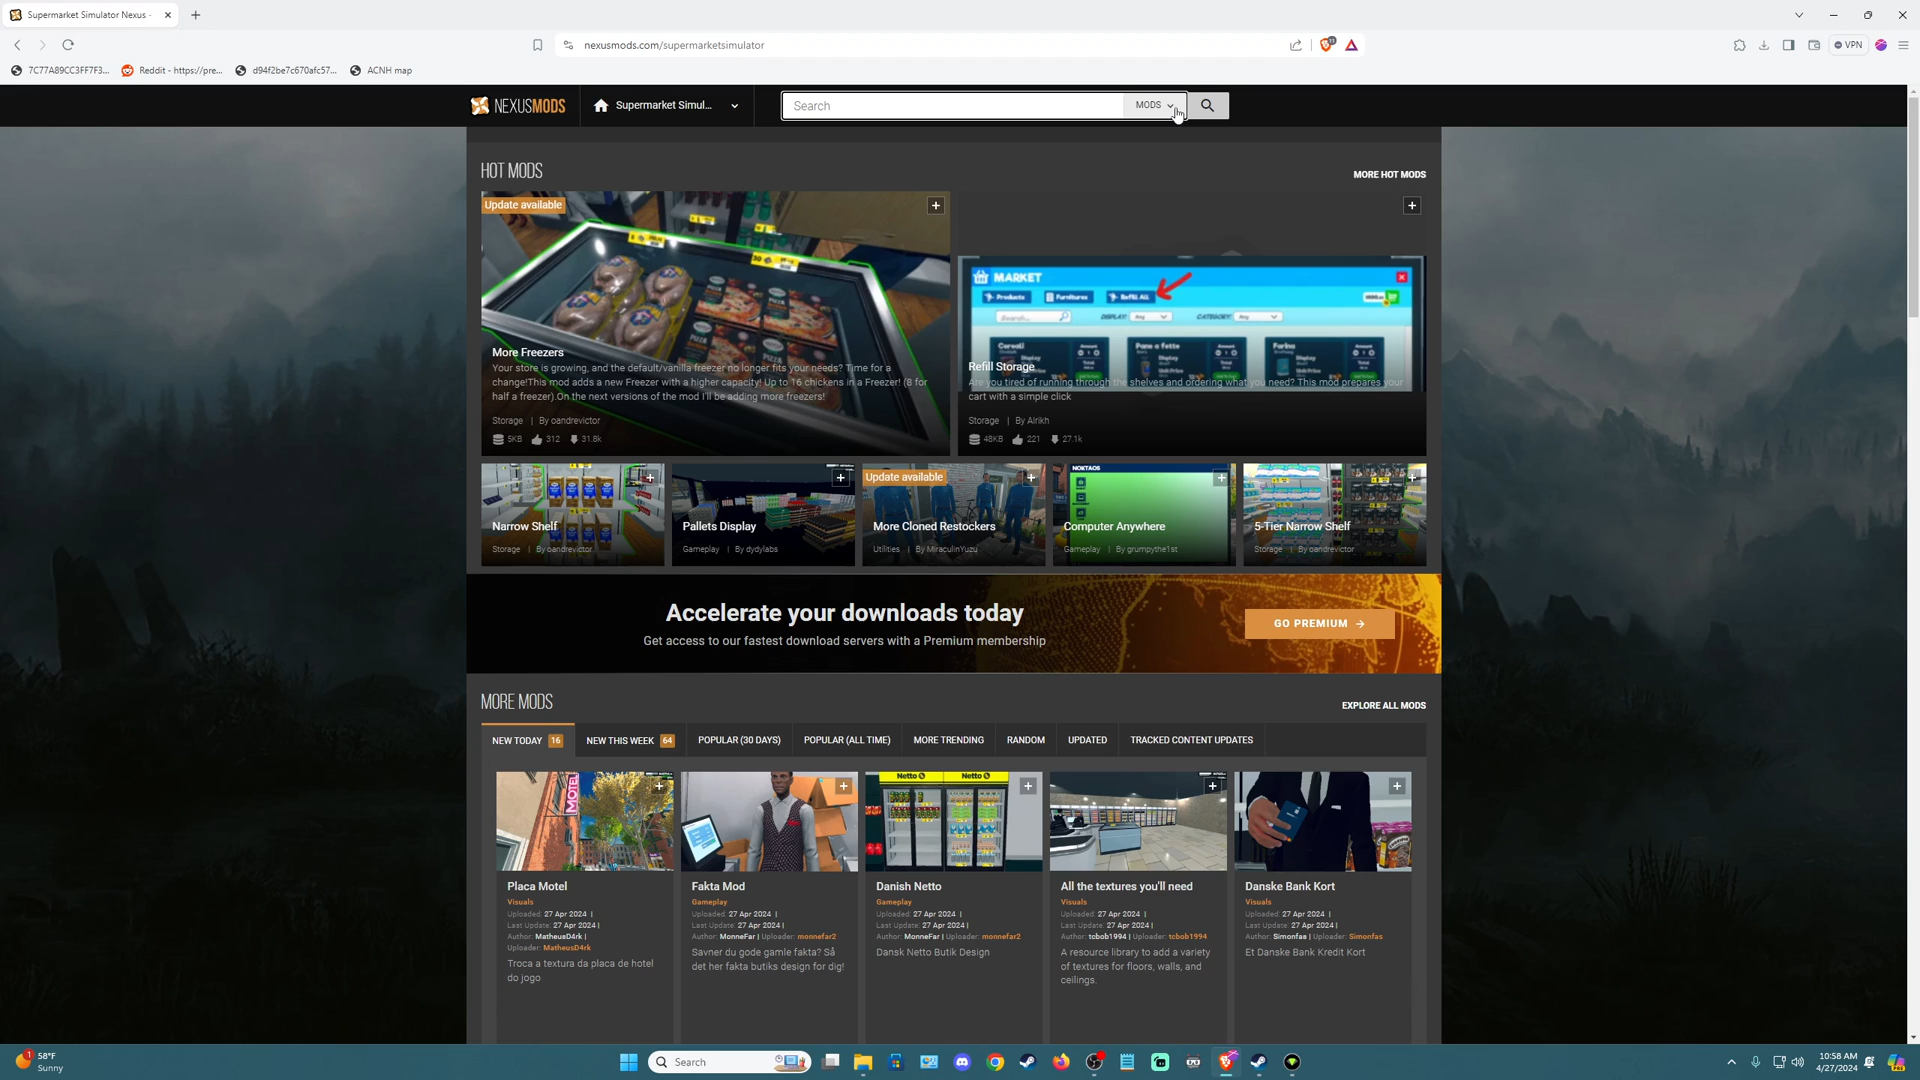 Supermarket Simulator Nexus -
nexusmods.com/supermarketsimulator
VPN
7C77A89CC3FF7F3...
Reddit - https://pre...
d94f2be7c670afc57...
ACNH map
NEXUSMODS
Supermarket Simul...
Search
MODS
HOT MODS
MORE HOT MODS
Update available
More Freezers
Your store is growing, and the default/vanilla freezer no longer fits your needs? Time for a
change!This mod adds a new Freezer with a higher capacity! Up to 16 chickens in a Freezer! (8 for
half a freezer).On the next versions of the mod I'll be adding more freezers!
Storage | By oandrevictor
5KB 312 31.8k
MARKET
Products Furnitures Refill All
Search... DISPLAY: Any CATEGORY: Any
Cereali Pane a fette Farina
Refill Storage
Are you tired of running through the shelves and ordering what you need? This mod prepares your
cart with a simple click
Storage | By Alrikh
48KB 221 27.1k
Narrow Shelf
Storage | By oandrevictor
Pallets Display
Gameplay | By dydylabs
Update available
More Cloned Restockers
Utilities | By MiraculinYuzu
NOKTAOS
Computer Anywhere
Gameplay | By grumpythe1st
5-Tier Narrow Shelf
Storage | By oandrevictor
Accelerate your downloads today
Get access to our fastest download servers with a Premium membership
GO PREMIUM
MORE MODS
EXPLORE ALL MODS
NEW TODAY 16
NEW THIS WEEK 64
POPULAR (30 DAYS)
POPULAR (ALL TIME)
MORE TRENDING
RANDOM
UPDATED
TRACKED CONTENT UPDATES
MOTEL
Placa Motel
Visuals
Uploaded: 27 Apr 2024 |
Last Update: 27 Apr 2024 |
Author: MatheusD4rk |
Uploader: MatheusD4rk
Troca a textura da placa de hotel
do jogo
Fakta Mod
Gameplay
Uploaded: 27 Apr 2024 |
Last Update: 27 Apr 2024 |
Author: MonneFar | Uploader: monnefar2
Savner du gode gamle fakta? Så
det her fakta butiks design for dig!
Netto Netto
Danish Netto
Gameplay
Uploaded: 27 Apr 2024 |
Last Update: 27 Apr 2024 |
Author: MonneFar | Uploader: monnefar2
Dansk Netto Butik Design
All the textures you'll need
Visuals
Uploaded: 27 Apr 2024 |
Last Update: 27 Apr 2024 |
Author: tcbob1994 | Uploader: tcbob1994
A resource library to add a variety
of textures for floors, walls, and
ceilings.
Danske Bank Kort
Visuals
Uploaded: 27 Apr 2024 |
Last Update: 27 Apr 2024 |
Author: Simonfas | Uploader: Simonfas
Et Danske Bank Kredit Kort
58°F
Sunny
Search
10:58 AM
4/27/2024